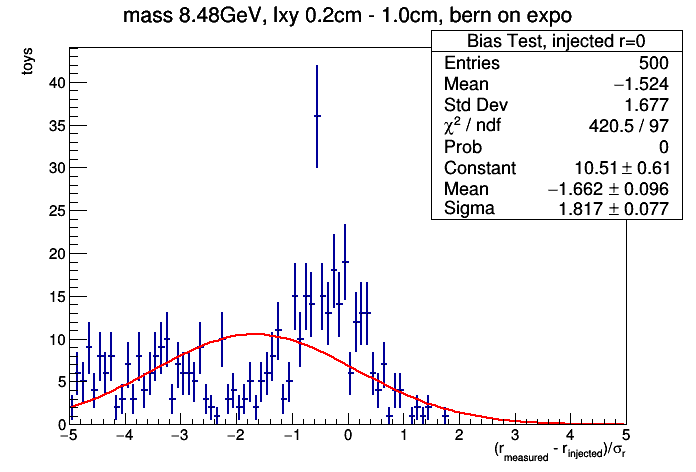 mass 8.48GeV, lxy 0.2cm - 1.0cm, bern on expo
Bias Test, injected r=0
Entries 500
Mean −1.524
Std Dev 1.677
χ² / ndf 420.5 / 97
Prob 0
Constant 10.51 ± 0.61
Mean −1.662 ± 0.096
Sigma 1.817 ± 0.077
toys
40
35
30
25
20
15
10
5
0
−5 −4 −3 −2 −1 0 1 2 3 4 5
(r_measured - r_injected)/σ_r